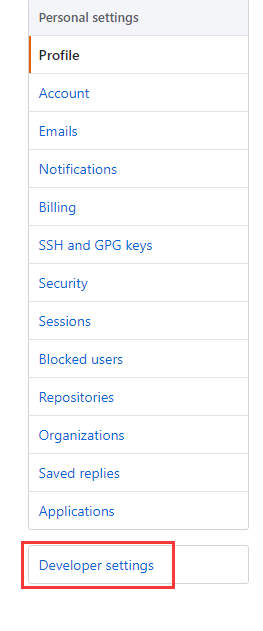 Personal settings
Profile
Account
Emails
Notifications
Billing
SSH and GPG keys
Security
Sessions
Blocked users
Repositories
Organizations
Saved replies
Applications
Developer settings